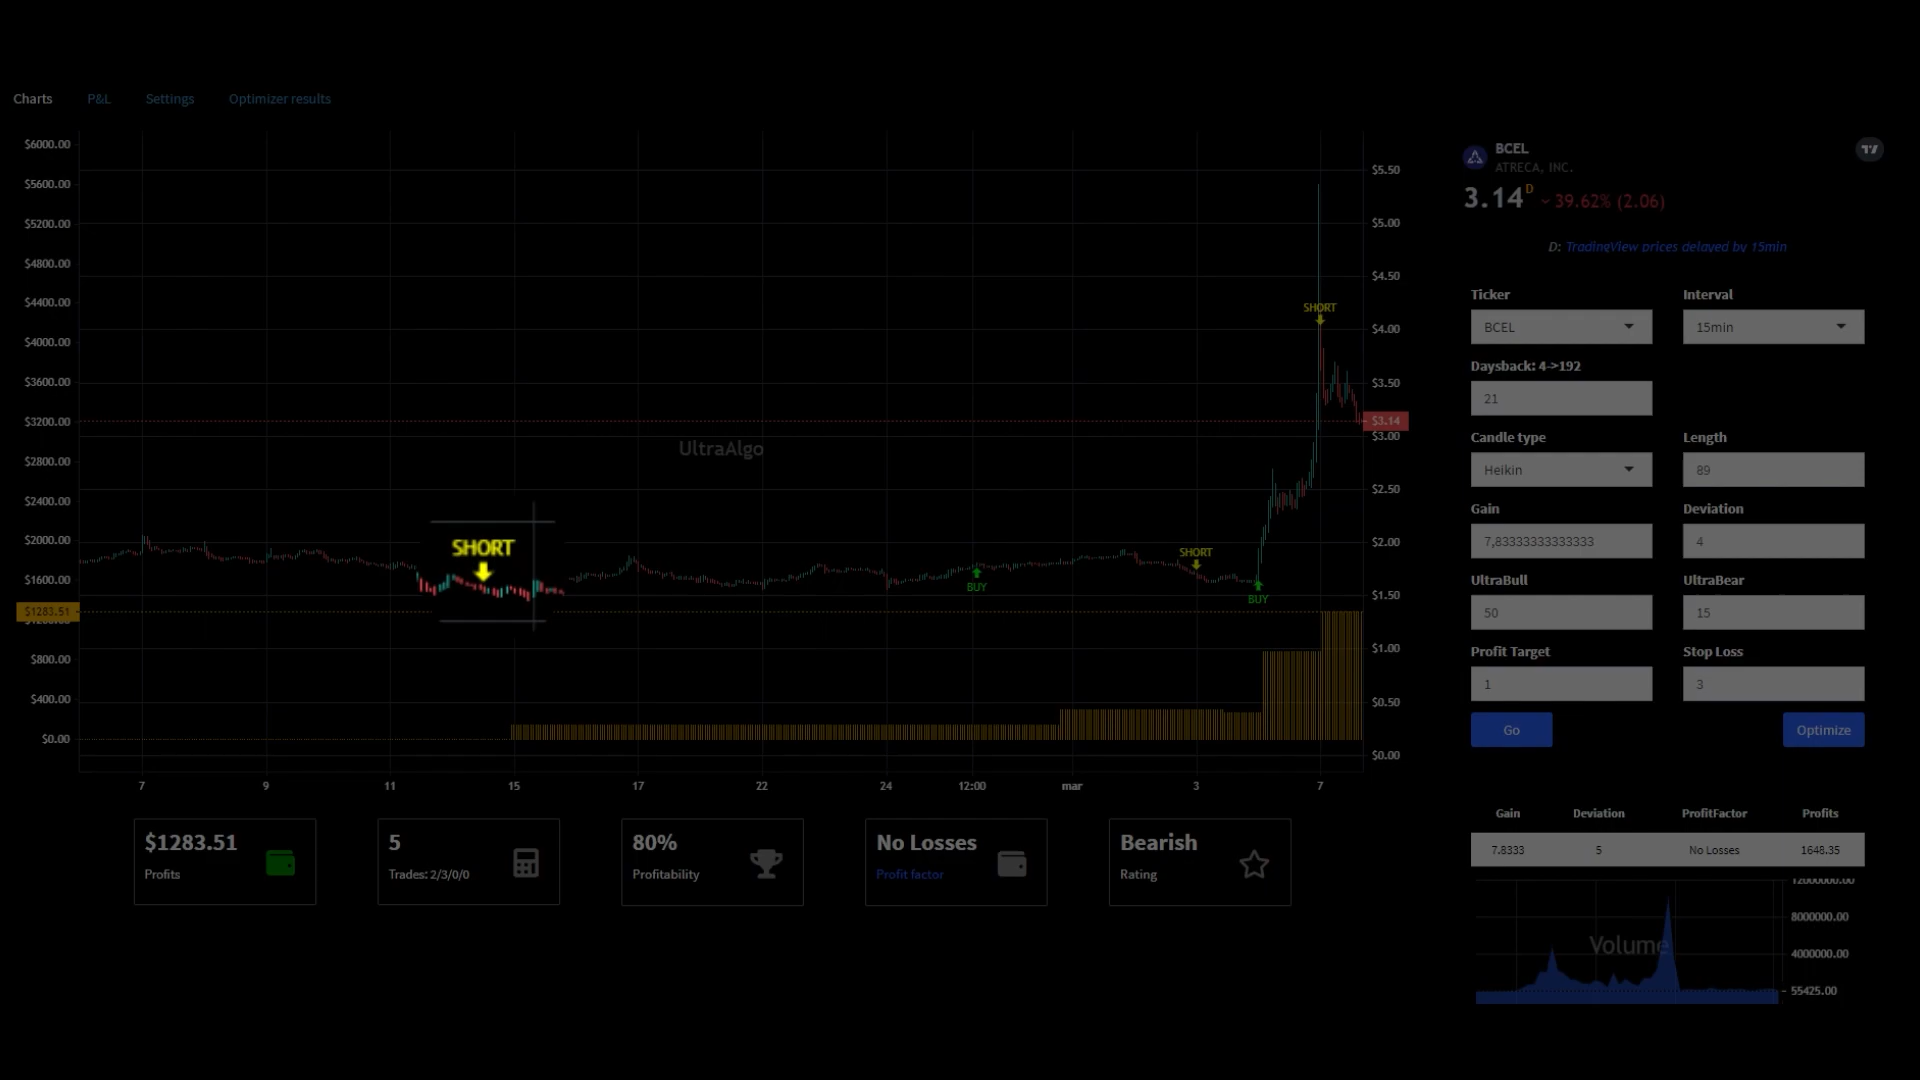 Charts P&L Settings Optimizer results
$6000.00
$5600.00
$5200.00
$4800.00
$4400.00
$4000.00
$3600.00
$3200.00
$2800.00
$2400.00
$2000.00
$1600.00
$1283.51
$800.00
$400.00
$0.00
UltraAlgo
SHORT
BUY
SHORT
BUY
SHORT
$5.50
$5.00
$4.50
$4.00
$3.50
$3.14
$3.00
$2.50
$2.00
$1.50
$1.00
$0.50
$0.00
7 9 11 15 17 22 24 12:00 mar 3 7
$1283.51
Profits
5
Trades: 2/3/0/0
80%
Profitability
No Losses
Profit factor
Bearish
Rating
BCEL
ATRECA, INC.
3.14 D 39.62% (2.06)
D: TradingView prices delayed by 15min
Ticker Interval
BCEL 15min
Daysback: 4->192
21
Candle type Length
Heikin 89
Gain Deviation
7,83333333333333 4
UltraBull UltraBear
50 15
Profit Target Stop Loss
1 3
Go Optimize
Gain Deviation ProfitFactor Profits
7.8333 5 No Losses 1648.35
12000000.00
8000000.00
Volume
4000000.00
55425.00